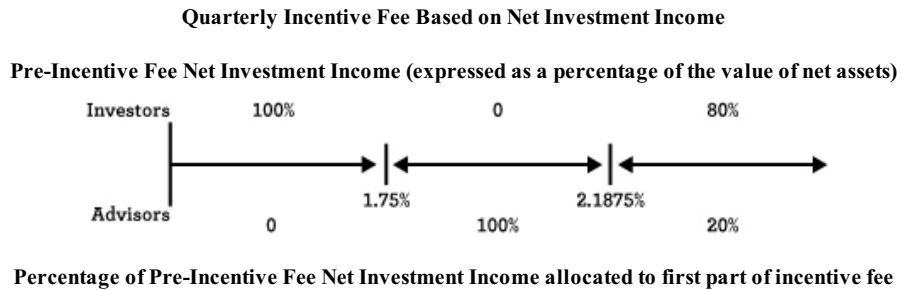 Quarterly Incentive Fee Based on Net Investment Income
Pre-Incentive Fee Net Investment Income (expressed as a percentage of the value of net assets)
Investors 100% 0 80%
1.75% 2.1875%
Advisors 0 100% 20%
Percentage of Pre-Incentive Fee Net Investment Income allocated to first part of incentive fee